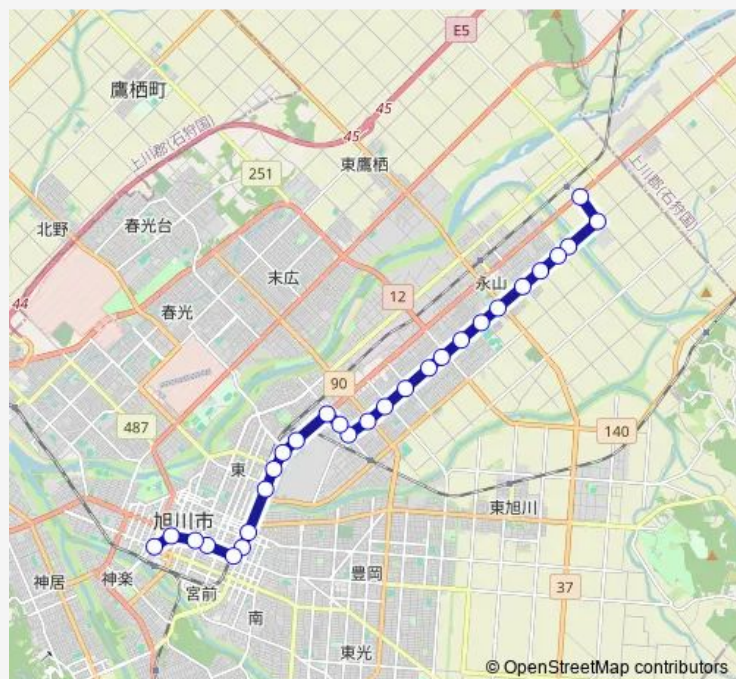 E5
鷹栖町
45
上川郡(石狩国)
45
東鷹栖
251
上川郡(石狩国)
北野
春光台
末広
永山
12
44
春光
90
487
140
東
東旭川
旭川市
豊岡
神居
神楽
宮前
37
南
東光
© OpenStreetMap contributors